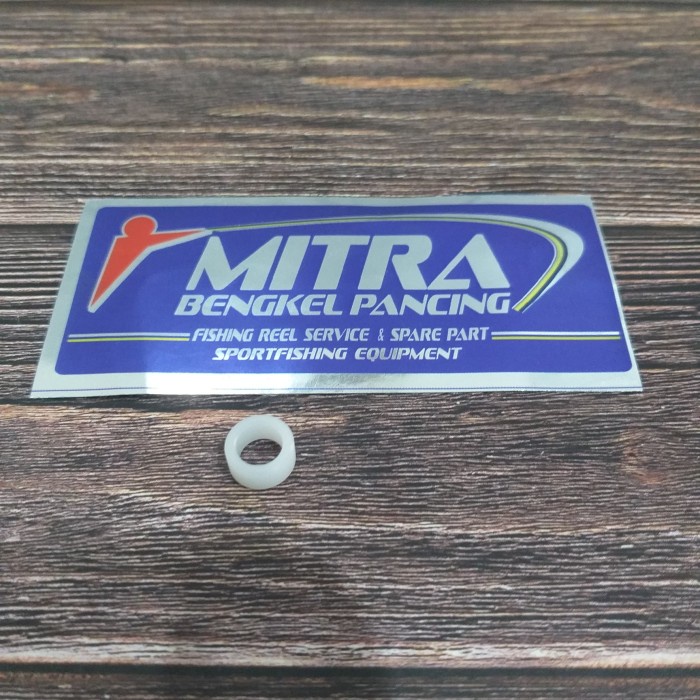 MITRA
BENGKEL PANCING
FISHING REEL SERVICE & SPARE PART
SPORTFISHING EQUIPMENT